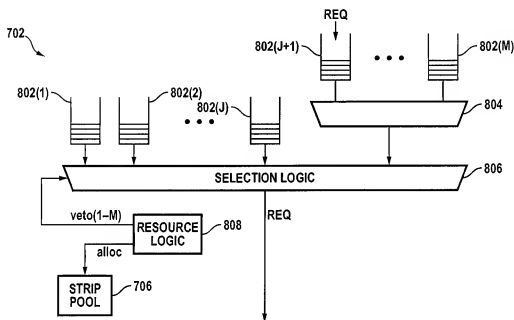 REQ
702
802(J+1)
802(M)
802(1)
802(2)
802(J)
804
SELECTION LOGIC
806
veto(1–M)
REQ
RESOURCE
LOGIC
808
alloc
STRIP
POOL
706